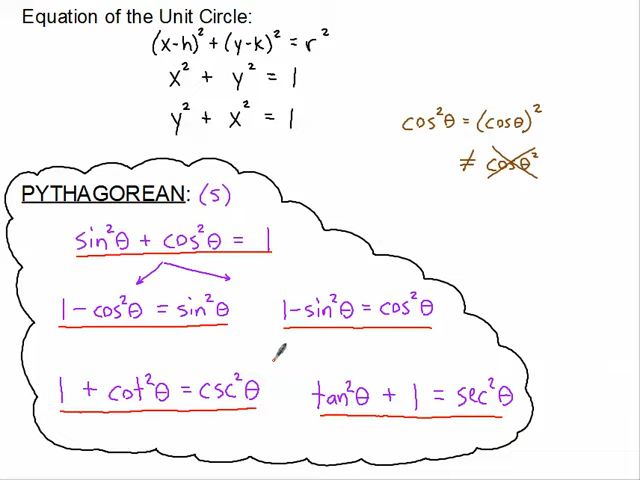 Equation of the Unit Circle:
(x-h)² + (y-k)² = r²
x² + y² = 1
y² + x² = 1
cos²θ = (cosθ)²
≠ cosθ²
PYTHAGOREAN: (5)
sin²θ + cos²θ = 1
1 - cos²θ = sin²θ
1 - sin²θ = cos²θ
1 + cot²θ = csc²θ
tan²θ + 1 = sec²θ